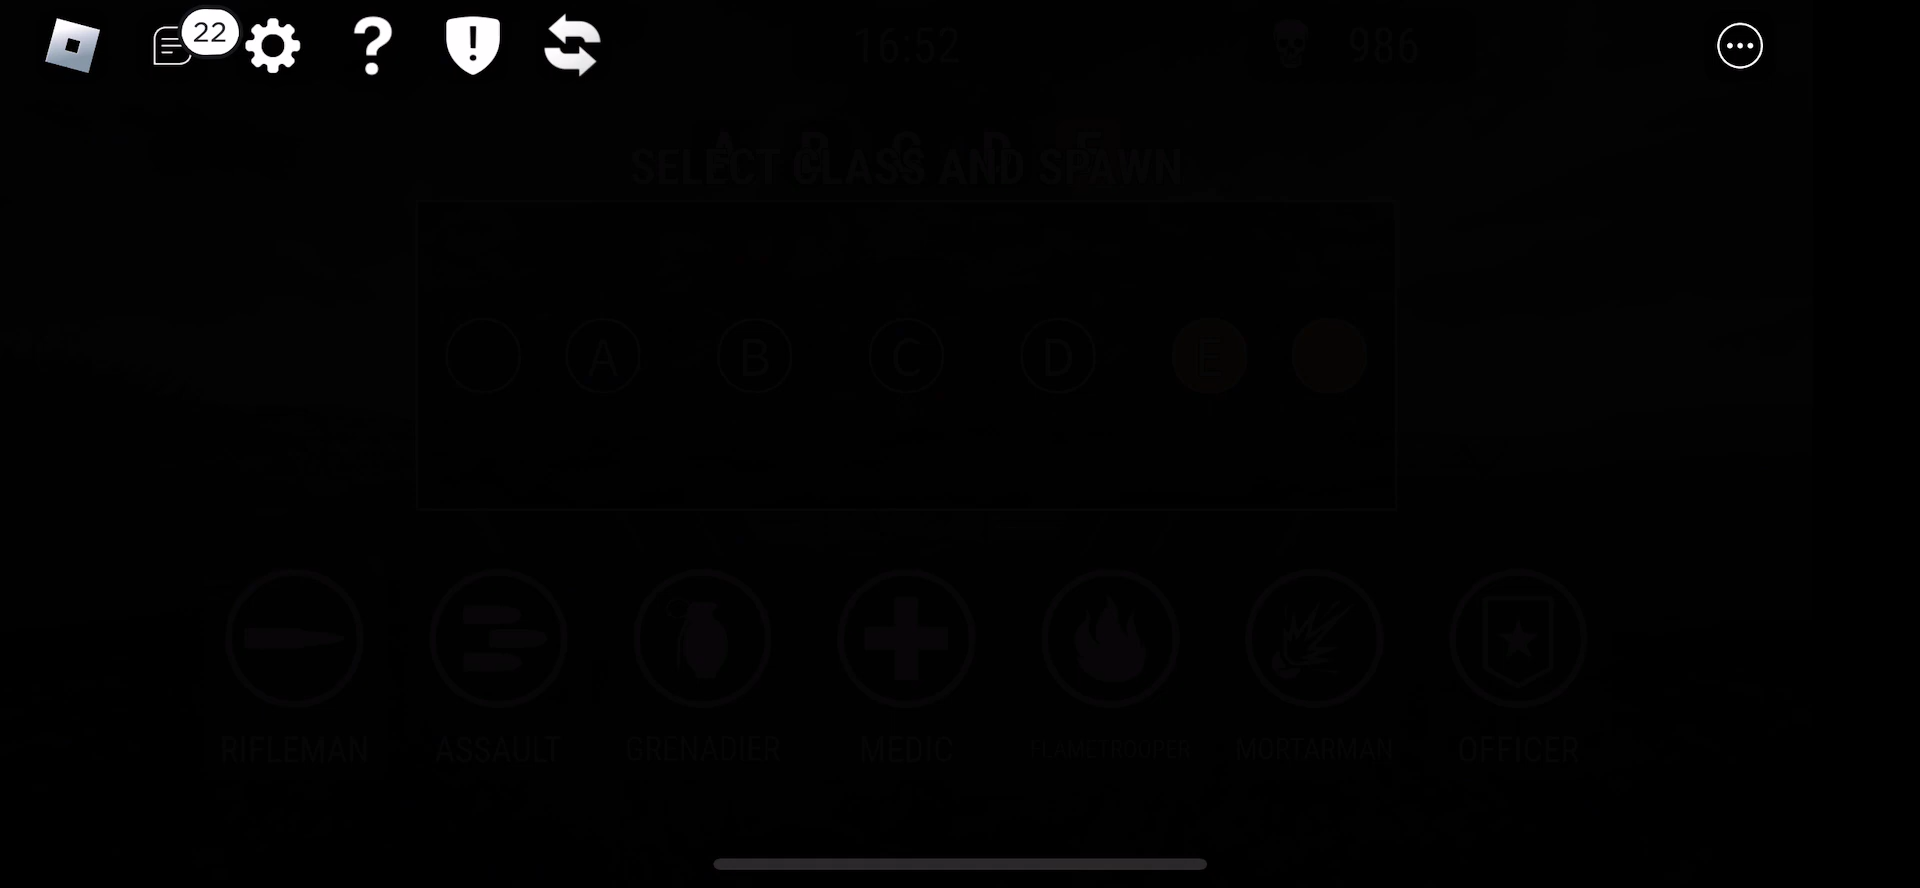 22
16:52 986
A B C D E
SELECT CLASS AND SPAWN
A B C D E
RIFLEMAN ASSAULT GRENADIER MEDIC FLAMETROOPER MORTARMAN OFFICER